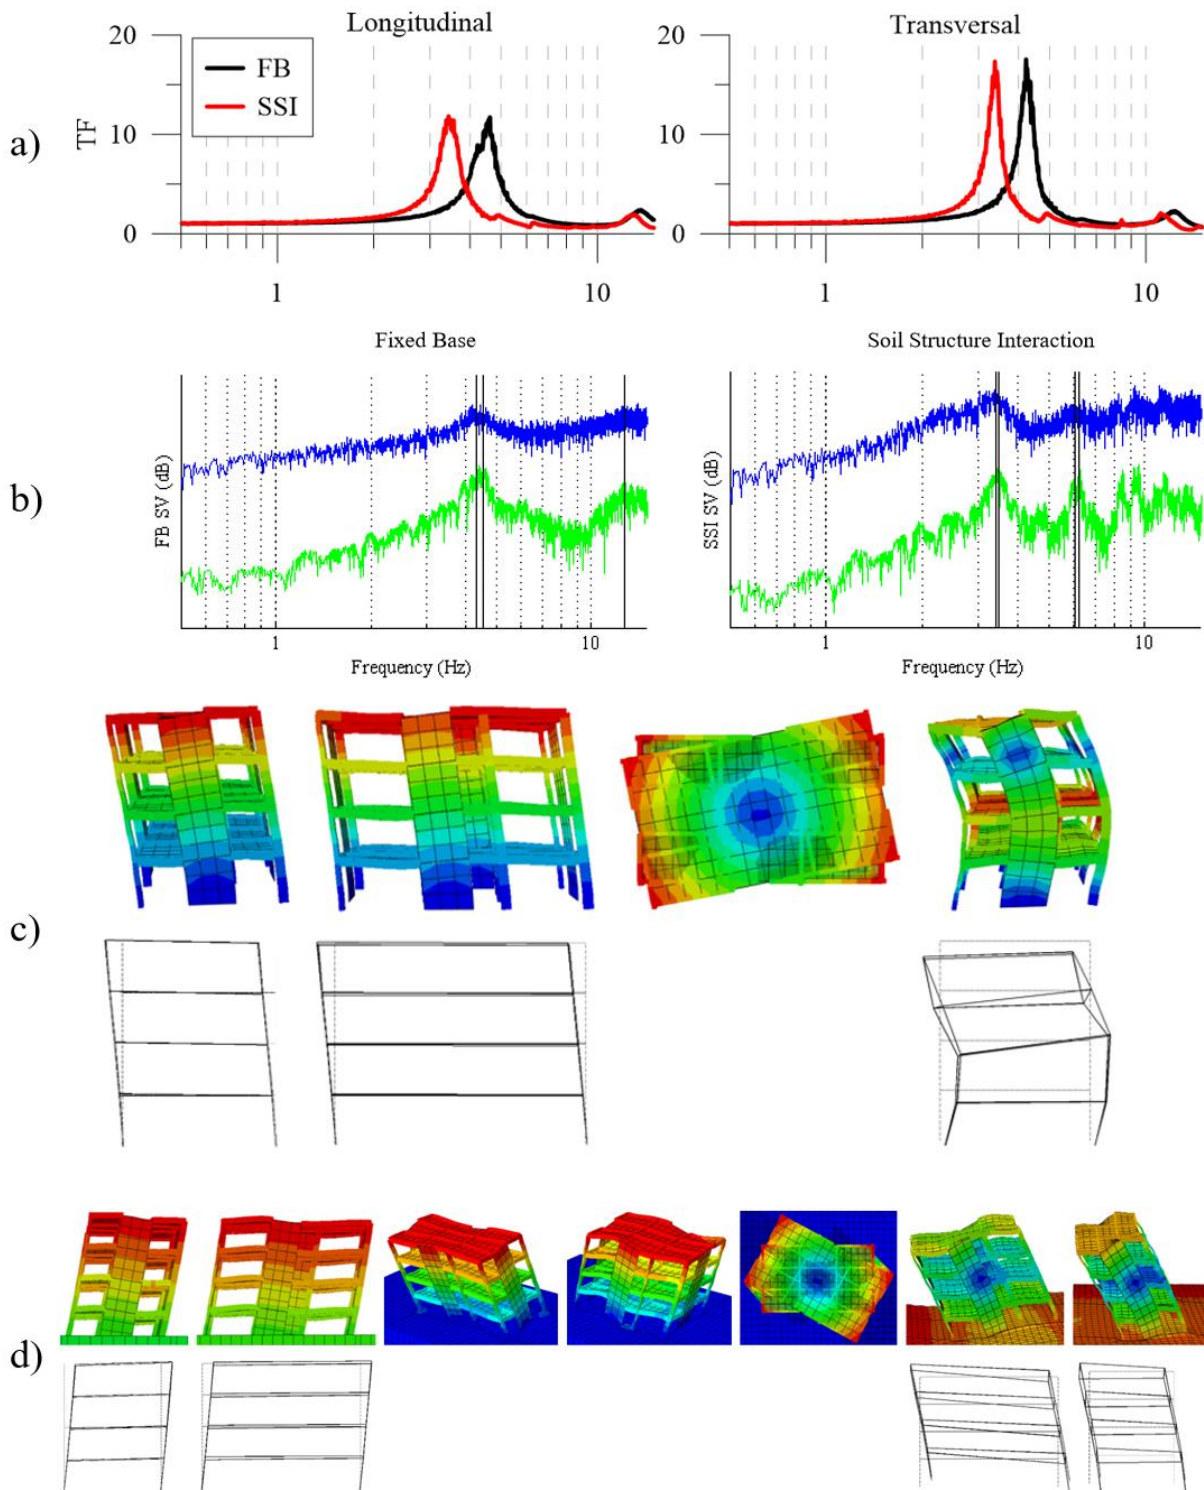 Longitudinal
Transversal
20
FB
SSI
10
0
TF
1
10
20
10
0
1
10
a)
Fixed Base
Soil Structure Interaction
FB SV (dB)
1
10
Frequency (Hz)
SSI SV (dB)
1
10
Frequency (Hz)
b)
c)
d)